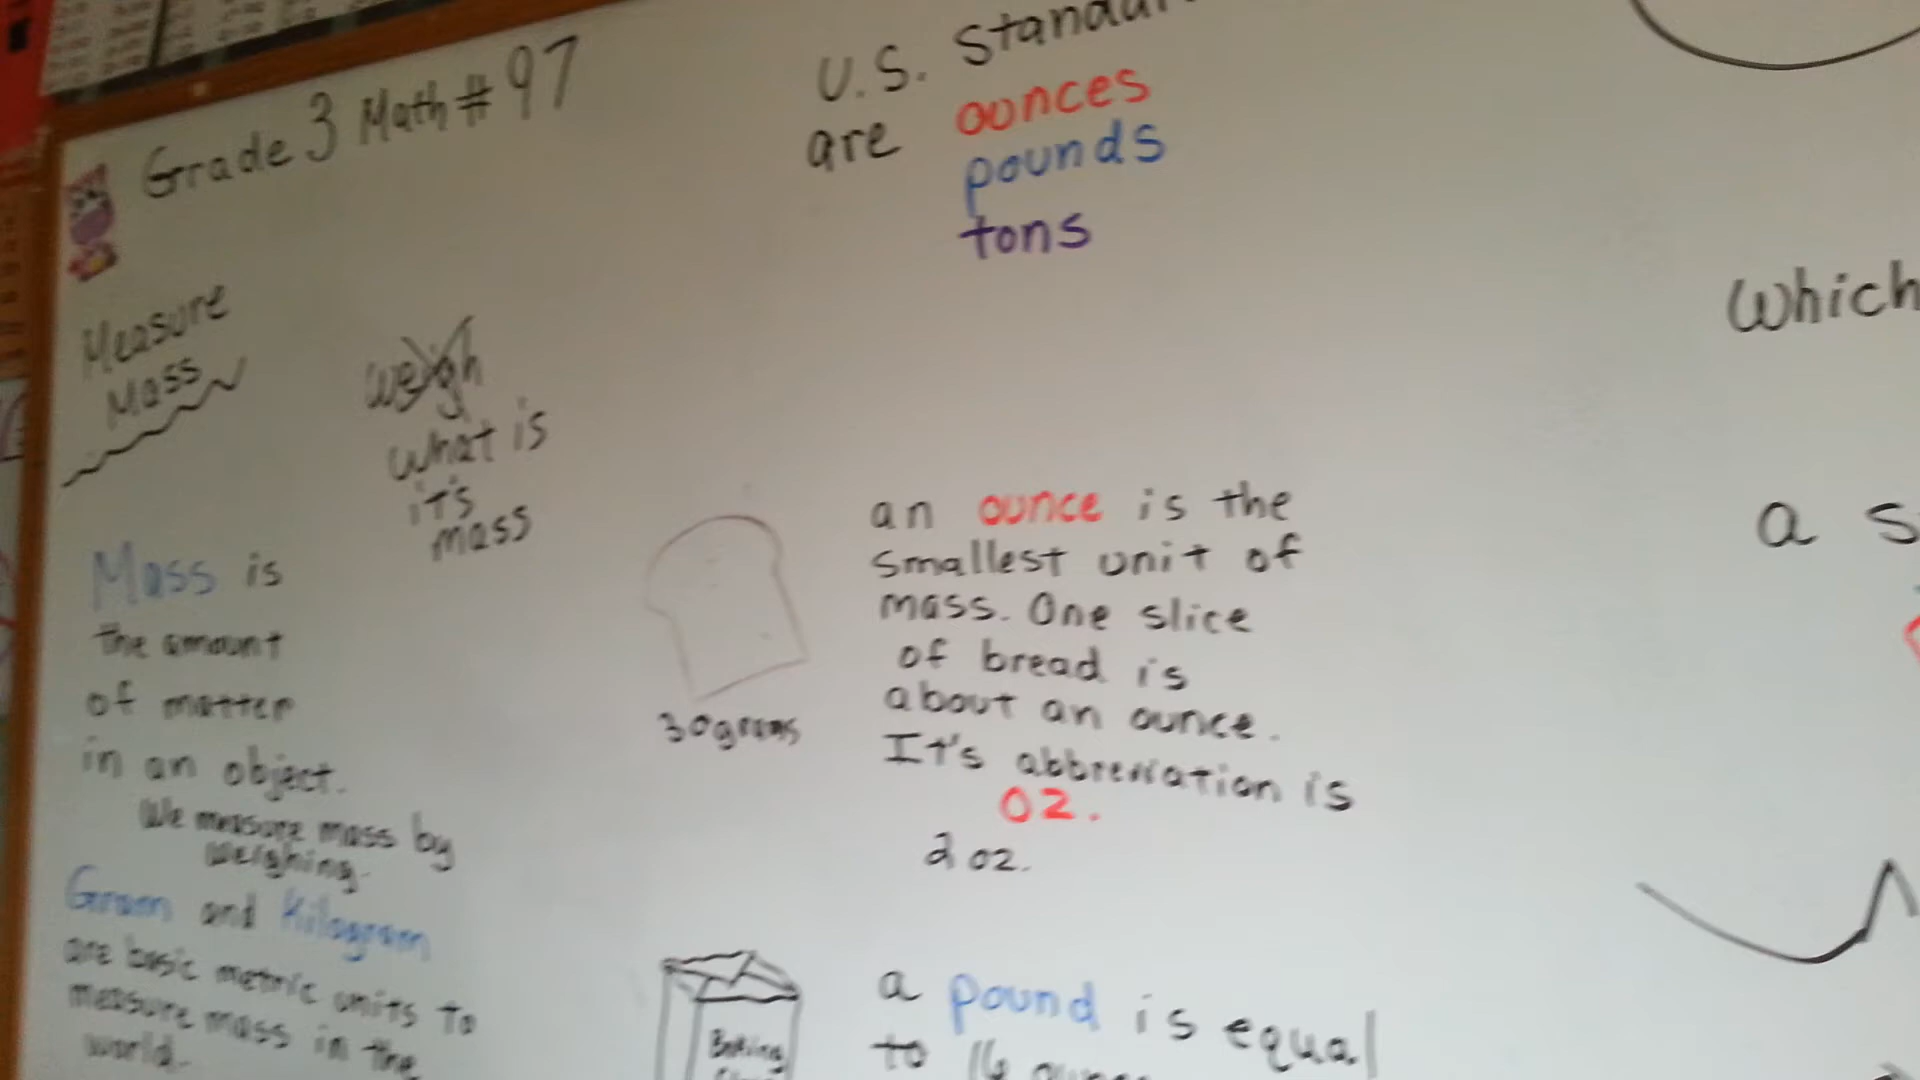 Grade 3 Math # 97
Measure
Mass
weigh
what is
it's
mass
Mass is
the amount
of matter
in an object.
We measure mass by
weighing.
Gram and Kilogram
are basic metric units to
measure mass in the
world.
U.S. Standar
are ounces
pounds
tons
30 grams
an ounce is the
smallest unit of
mass. One slice
of bread is
about an ounce.
It's abbreviation is
oz.
2 oz.
Baking
a pound is equal
to 16
Which
a s